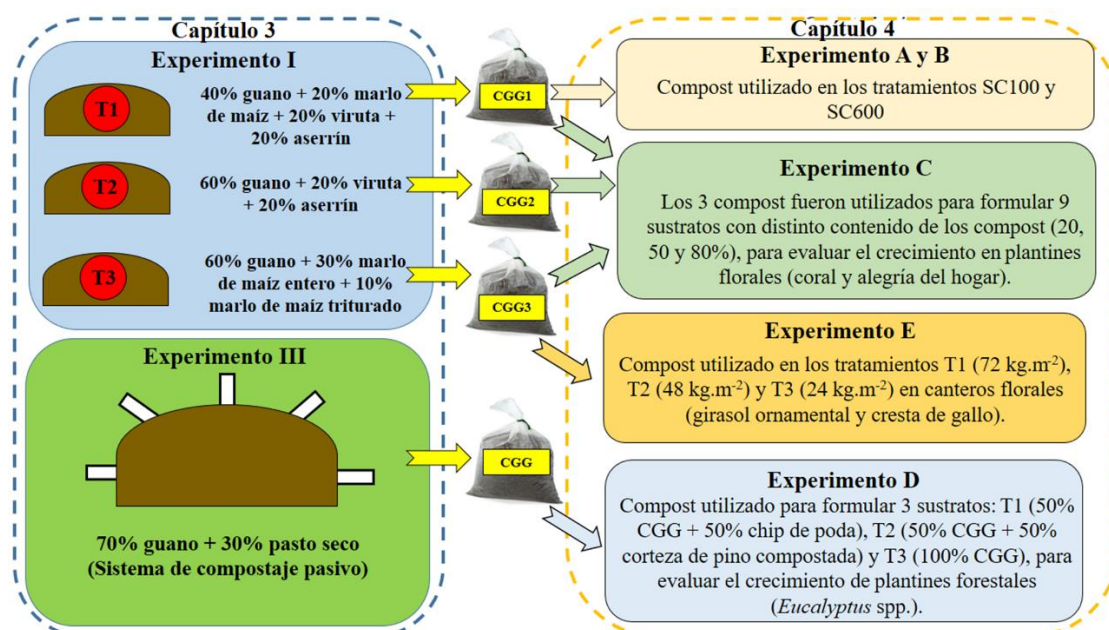 Capítulo 3
Experimento I
T1
40% guano + 20% marlo
de maíz + 20% viruta +
20% aserrín
T2
60% guano + 20% viruta
+ 20% aserrín
T3
60% guano + 30% marlo
de maíz entero + 10%
marlo de maíz triturado
Experimento III
70% guano + 30% pasto seco
(Sistema de compostaje pasivo)
CGG1
CGG2
CGG3
CGG
Capítulo 4
Experimento A y B
Compost utilizado en los tratamientos SC100 y
SC600
Experimento C
Los 3 compost fueron utilizados para formular 9
sustratos con distinto contenido de los compost (20,
50 y 80%), para evaluar el crecimiento en plantines
florales (coral y alegría del hogar).
Experimento E
Compost utilizado en los tratamientos T1 (72 kg.m⁻²),
T2 (48 kg.m⁻²) y T3 (24 kg.m⁻²) en canteros florales
(girasol ornamental y cresta de gallo).
Experimento D
Compost utilizado para formular 3 sustratos: T1 (50%
CGG + 50% chip de poda), T2 (50% CGG + 50%
corteza de pino compostada) y T3 (100% CGG), para
evaluar el crecimiento de plantines forestales
(Eucalyptus spp.).